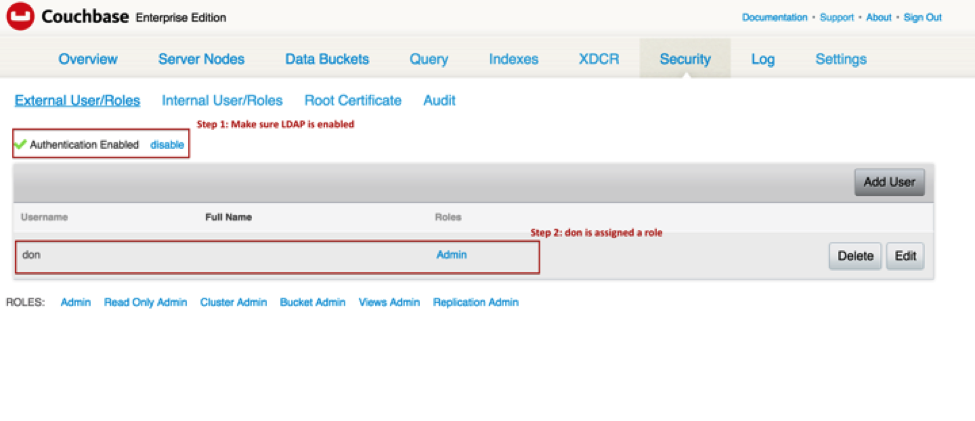 Couchbase Enterprise Edition
Documentation • Support • About • Sign Out
Overview Server Nodes Data Buckets Query Indexes XDCR Security Log Settings
External User/Roles Internal User/Roles Root Certificate Audit
Step 1: Make sure LDAP is enabled
Authentication Enabled disable
Add User
Username Full Name Roles
Step 2: don is assigned a role
don Admin Delete Edit
ROLES: Admin Read Only Admin Cluster Admin Bucket Admin Views Admin Replication Admin